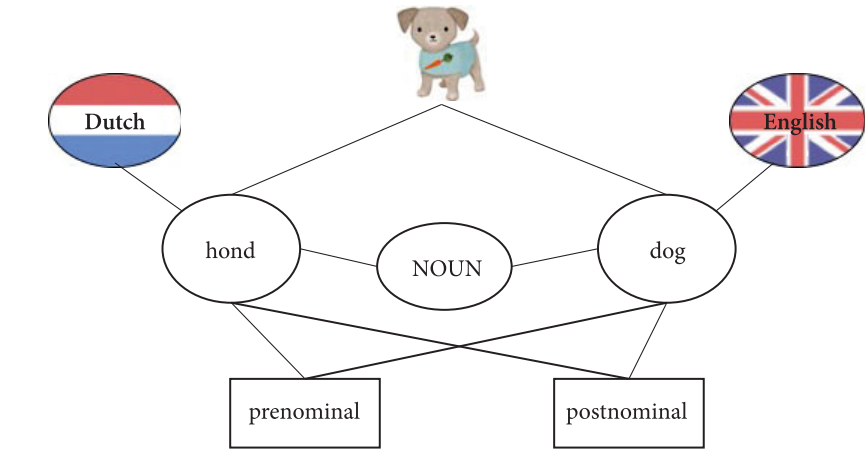 Dutch
English
hond
NOUN
dog
prenominal
postnominal